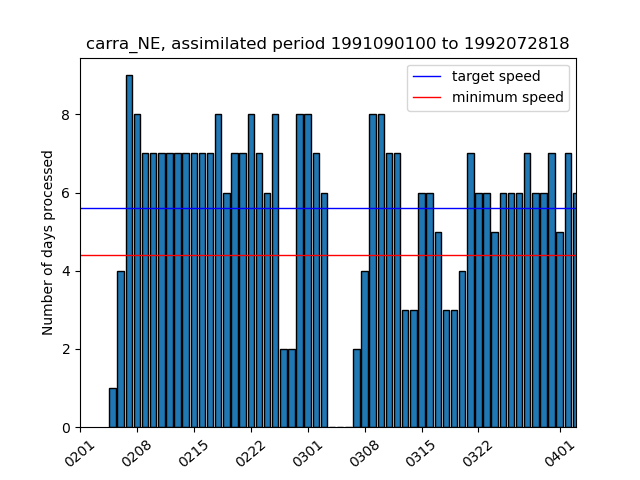 carra_NE, assimilated period 1991090100 to 1992072818
target speed
minimum speed
Number of days processed
8
6
4
2
0
0201 0208 0215 0222 0301 0308 0315 0322 0401